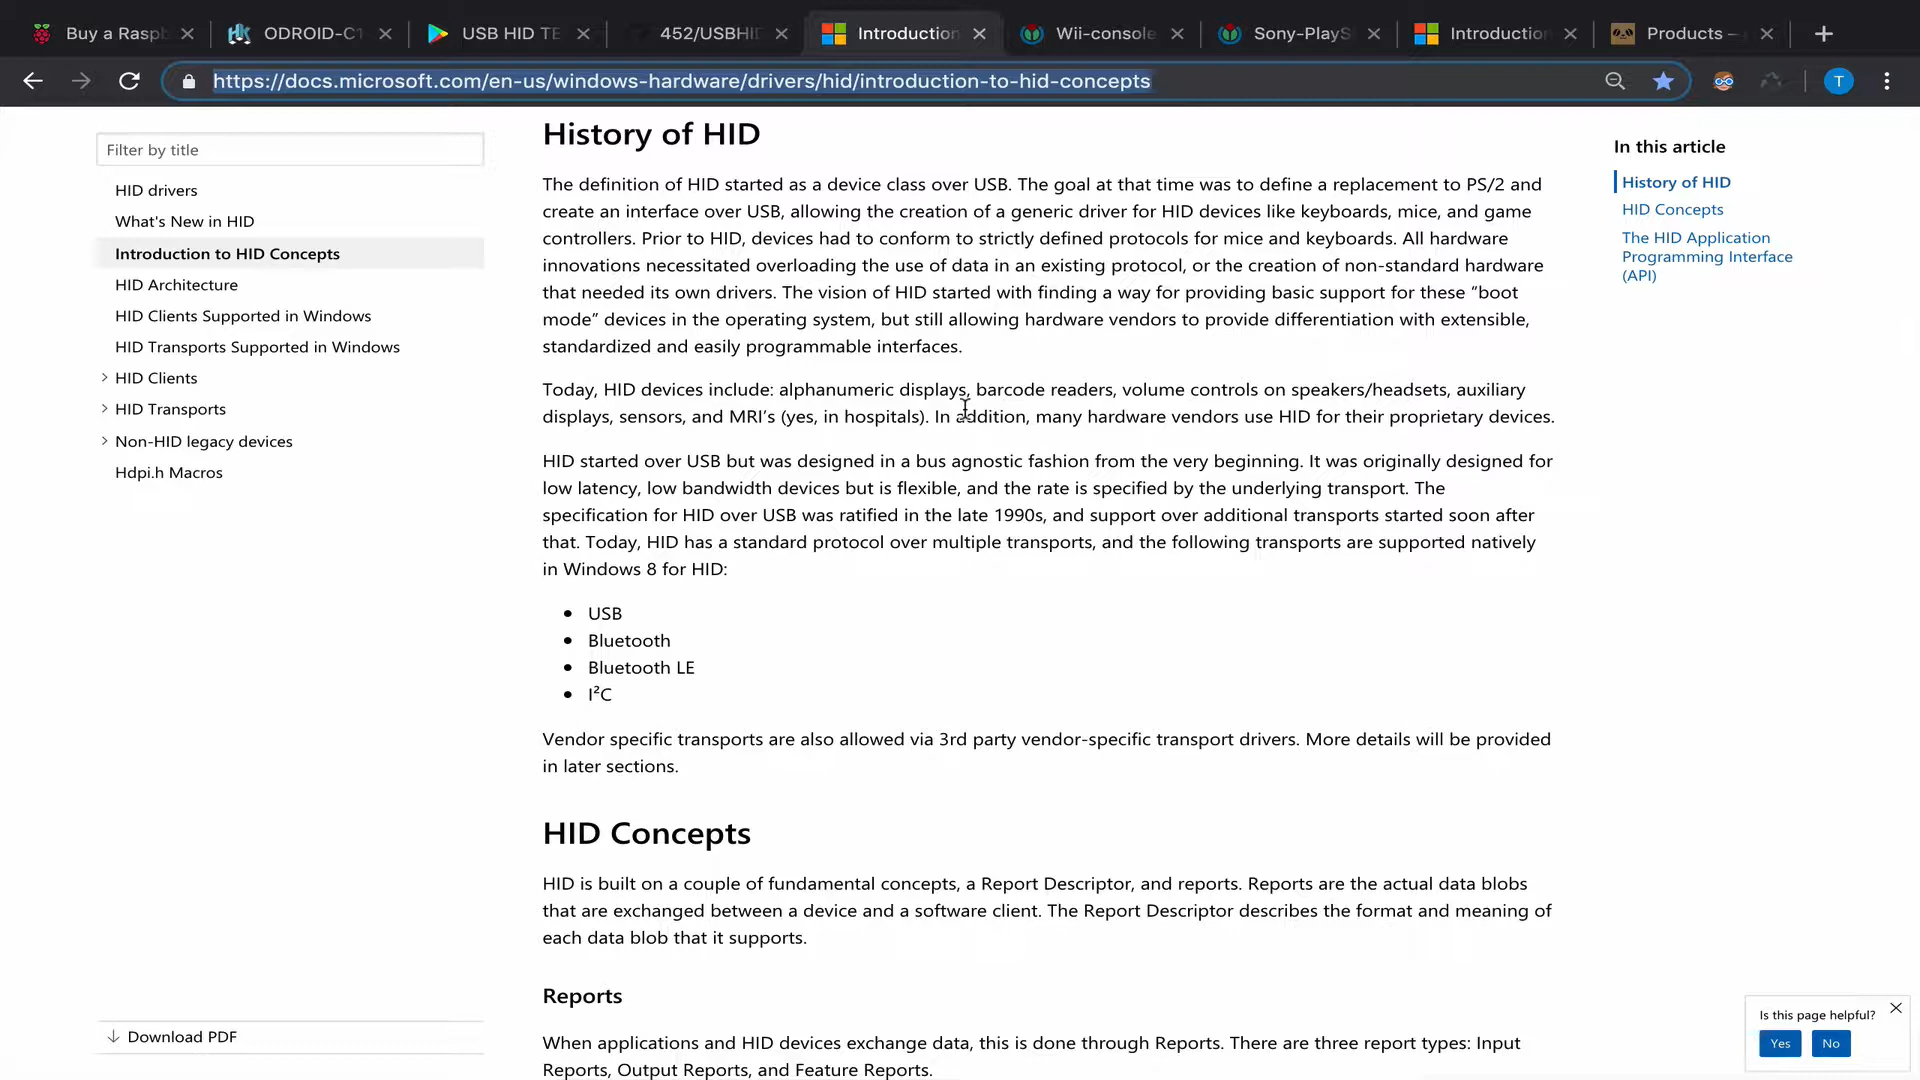 Buy a Raspb
ODROID-C1
USB HID TE
452/USBHID
Introduction
Wii-console
Sony-PlayS
Introduction
Products –
https://docs.microsoft.com/en-us/windows-hardware/drivers/hid/introduction-to-hid-concepts
T
Filter by title
HID drivers
What's New in HID
Introduction to HID Concepts
HID Architecture
HID Clients Supported in Windows
HID Transports Supported in Windows
HID Clients
HID Transports
Non-HID legacy devices
Hdpi.h Macros
Download PDF
History of HID
The definition of HID started as a device class over USB. The goal at that time was to define a replacement to PS/2 and
create an interface over USB, allowing the creation of a generic driver for HID devices like keyboards, mice, and game
controllers. Prior to HID, devices had to conform to strictly defined protocols for mice and keyboards. All hardware
innovations necessitated overloading the use of data in an existing protocol, or the creation of non-standard hardware
that needed its own drivers. The vision of HID started with finding a way for providing basic support for these “boot
mode” devices in the operating system, but still allowing hardware vendors to provide differentiation with extensible,
standardized and easily programmable interfaces.
Today, HID devices include: alphanumeric displays, barcode readers, volume controls on speakers/headsets, auxiliary
displays, sensors, and MRI’s (yes, in hospitals). In addition, many hardware vendors use HID for their proprietary devices.
HID started over USB but was designed in a bus agnostic fashion from the very beginning. It was originally designed for
low latency, low bandwidth devices but is flexible, and the rate is specified by the underlying transport. The
specification for HID over USB was ratified in the late 1990s, and support over additional transports started soon after
that. Today, HID has a standard protocol over multiple transports, and the following transports are supported natively
in Windows 8 for HID:
• USB
• Bluetooth
• Bluetooth LE
• I²C
Vendor specific transports are also allowed via 3rd party vendor-specific transport drivers. More details will be provided
in later sections.
HID Concepts
HID is built on a couple of fundamental concepts, a Report Descriptor, and reports. Reports are the actual data blobs
that are exchanged between a device and a software client. The Report Descriptor describes the format and meaning of
each data blob that it supports.
Reports
When applications and HID devices exchange data, this is done through Reports. There are three report types: Input
Reports, Output Reports, and Feature Reports.
In this article
History of HID
HID Concepts
The HID Application
Programming Interface
(API)
Is this page helpful?
Yes
No